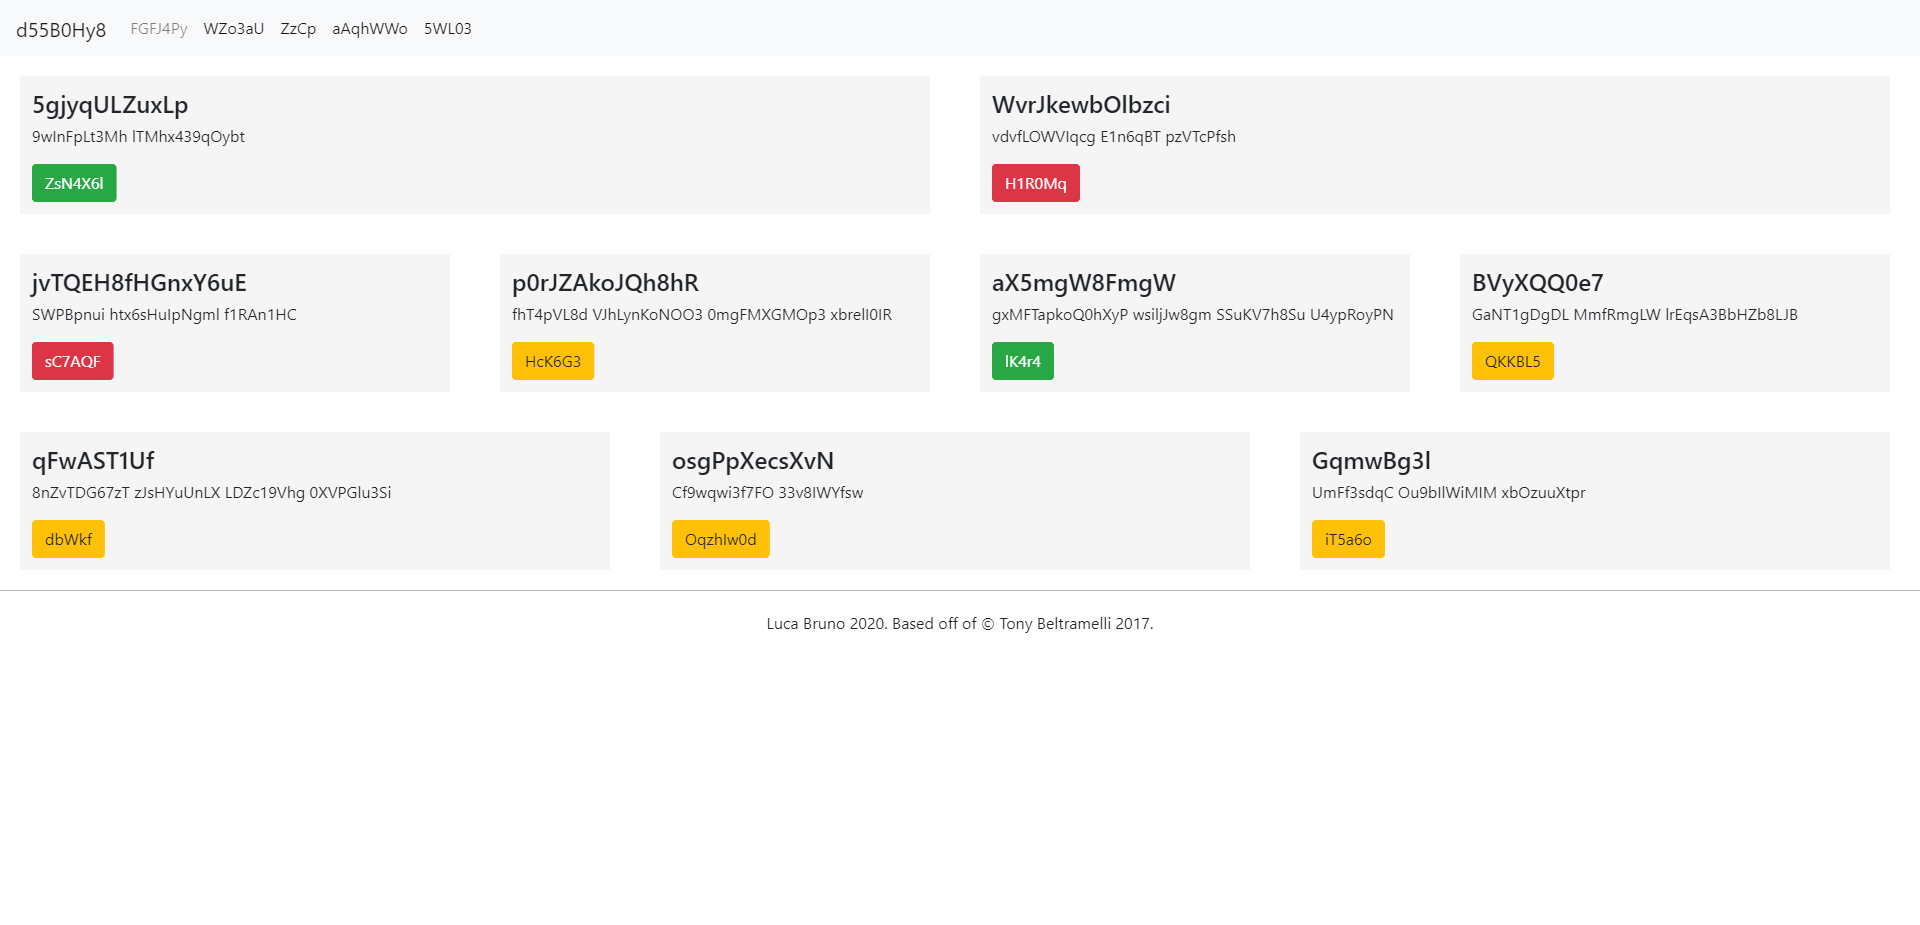 d55B0Hy8 FGFJ4Py WZo3aU ZzCp aAqhWWo 5WL03
5gjyqULZuxLp
9wInFpLt3Mh lTMhx439qOybt
ZsN4X6l
WvrJkewbOlbzci
vdvfLOWVIqcg E1n6qBT pzVTcPfsh
H1R0Mq
jvTQEH8fHGnxY6uE
SWPBpnui htx6sHuIpNgml f1RAn1HC
sC7AQF
p0rJZAkoJQh8hR
fhT4pVL8d VJhLynKoNOO3 0mgFMXGMOp3 xbrelI0IR
HcK6G3
aX5mgW8FmgW
gxMFTapkoQ0hXyP wsiljJw8gm SSuKV7h8Su U4ypRoyPN
lK4r4
BVyXQQ0e7
GaNT1gDgDL MmfRmgLW lrEqsA3BbHZb8LJB
QKKBL5
qFwAST1Uf
8nZvTDG67zT zJsHYuUnLX LDZc19Vhg 0XVPGlu3Si
dbWkf
osgPpXecsXvN
Cf9wqwi3f7FO 33v8IWYfsw
OqzhIw0d
GqmwBg3l
UmFf3sdqC Ou9bIlWiMIM xbOzuuXtpr
iT5a6o
Luca Bruno 2020. Based off of © Tony Beltramelli 2017.